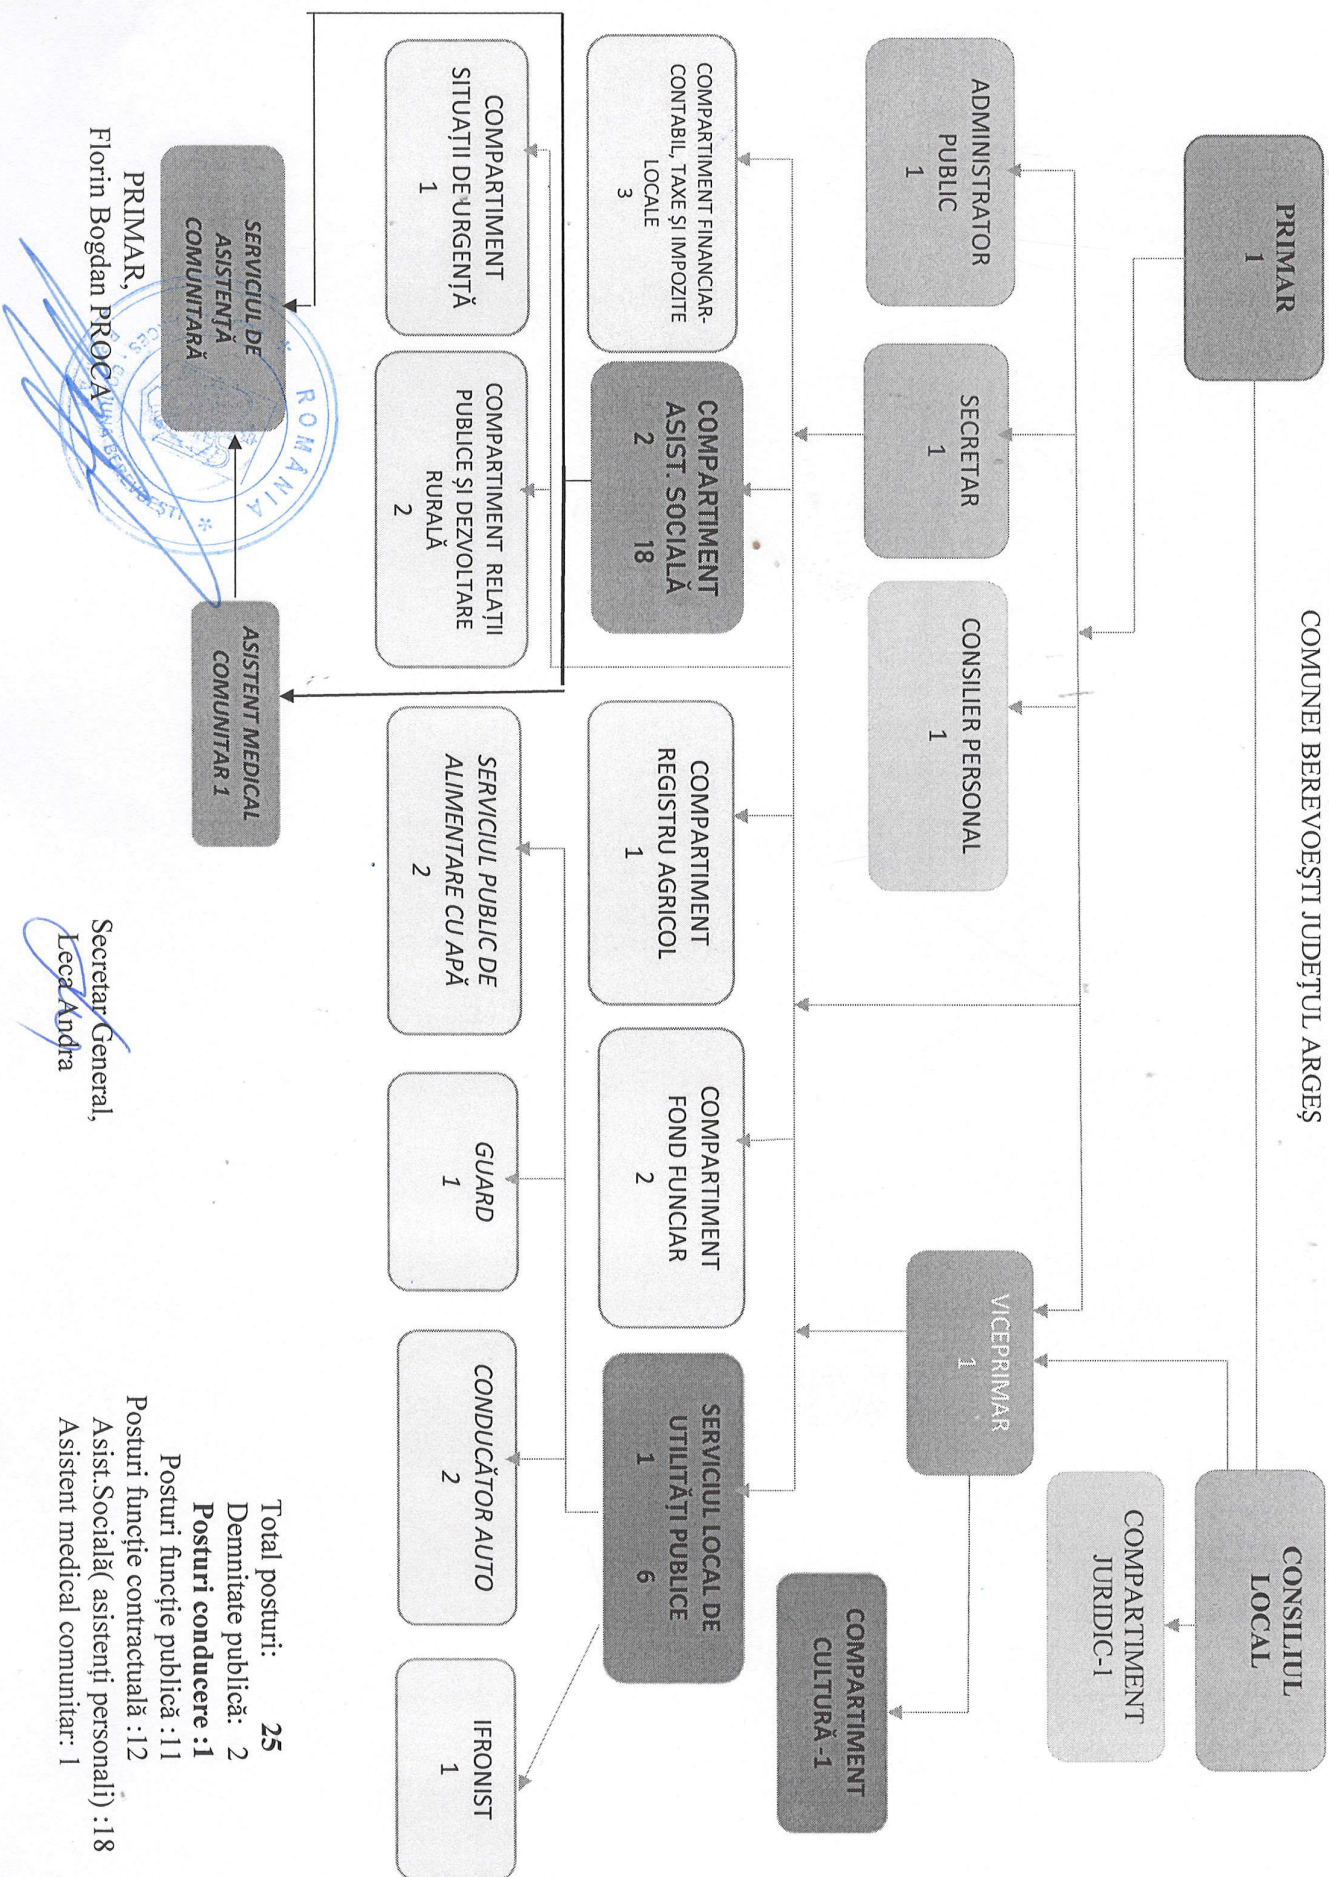 COMUNEI BEREVOEȘTI JUDEȚUL ARGEȘ
PRIMAR
1
CONSILIUL
LOCAL
ADMINISTRATOR
PUBLIC
1
SECRETAR
1
CONSILIER PERSONAL
1
VICEPRIMAR
1
COMPARTIMENT
JURIDIC-1
COMPARTIMENT
CULTURĂ -1
COMPARTIMENT FINANCIAR-
CONTABIL, TAXE ȘI IMPOZITE
LOCALE
3
COMPARTIMENT
ASIST. SOCIALĂ
2 18
COMPARTIMENT
REGISTRU AGRICOL
1
COMPARTIMENT
FOND FUNCIAR
2
SERVICIUL LOCAL DE
UTILITĂȚI PUBLICE
1 6
COMPARTIMENT
SITUAȚII DE URGENȚĂ
1
COMPARTIMENT RELAȚII
PUBLICE ȘI DEZVOLTARE
RURALĂ
2
SERVICIUL PUBLIC DE
ALIMENTARE CU APĂ
2
GUARD
1
CONDUCĂTOR AUTO
2
IFRONIST
1
SERVICIUL DE
ASISTENȚĂ
COMUNITARĂ
ASISTENT MEDICAL
COMUNITAR 1
PRIMAR,
Florin Bogdan PROCA
* ROMÂNIA *
COMUNA BEREVOEȘTI
Secretar General,
Leca Andra
Total posturi: 25
Demnitate publică: 2
Posturi conducere :1
Posturi funcție publică :11
Posturi funcție contractuală :12
Asist.Socială( asistenți personali) :18
Asistent medical comunitar: 1